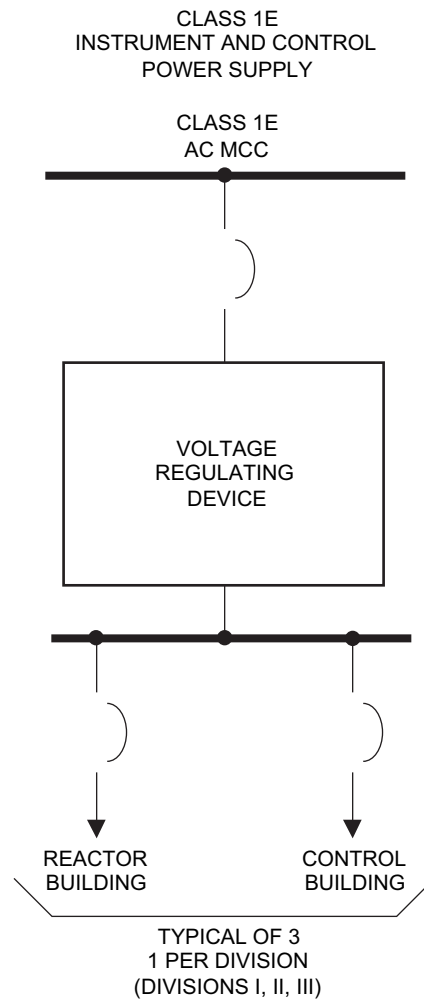 CLASS 1E
INSTRUMENT AND CONTROL
POWER SUPPLY
CLASS 1E
AC MCC
VOLTAGE
REGULATING
DEVICE
REACTOR
BUILDING
CONTROL
BUILDING
TYPICAL OF 3
1 PER DIVISION
(DIVISIONS I, II, III)